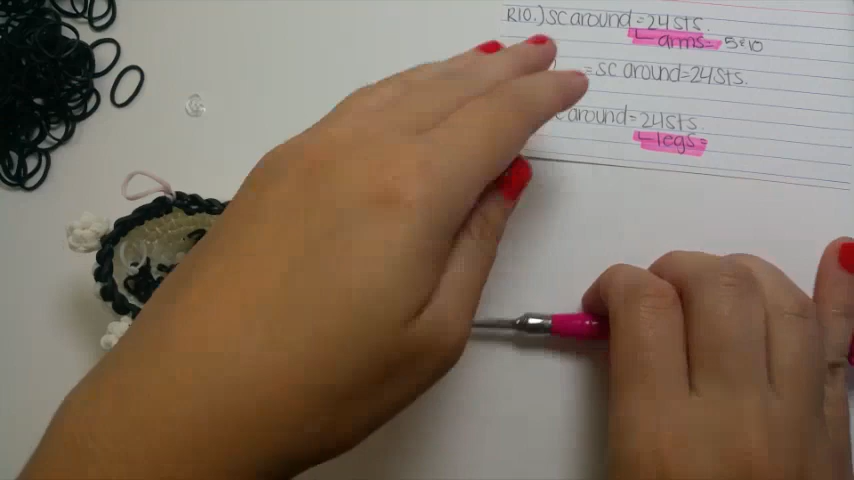 R10.) sc around = 24 sts.
↳ arms = 5 & 10
= sc around = 24 sts.
around = 24 sts
↳ legs =